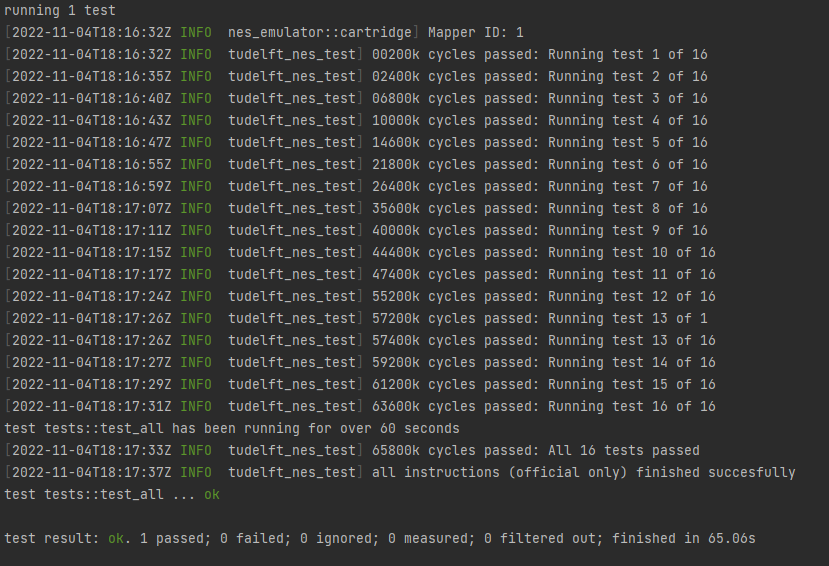 running 1 test
[2022-11-04T18:16:32Z INFO  nes_emulator::cartridge] Mapper ID: 1
[2022-11-04T18:16:32Z INFO  tudelft_nes_test] 00200k cycles passed: Running test 1 of 16
[2022-11-04T18:16:35Z INFO  tudelft_nes_test] 02400k cycles passed: Running test 2 of 16
[2022-11-04T18:16:40Z INFO  tudelft_nes_test] 06800k cycles passed: Running test 3 of 16
[2022-11-04T18:16:43Z INFO  tudelft_nes_test] 10000k cycles passed: Running test 4 of 16
[2022-11-04T18:16:47Z INFO  tudelft_nes_test] 14600k cycles passed: Running test 5 of 16
[2022-11-04T18:16:55Z INFO  tudelft_nes_test] 21800k cycles passed: Running test 6 of 16
[2022-11-04T18:16:59Z INFO  tudelft_nes_test] 26400k cycles passed: Running test 7 of 16
[2022-11-04T18:17:07Z INFO  tudelft_nes_test] 35600k cycles passed: Running test 8 of 16
[2022-11-04T18:17:11Z INFO  tudelft_nes_test] 40000k cycles passed: Running test 9 of 16
[2022-11-04T18:17:15Z INFO  tudelft_nes_test] 44400k cycles passed: Running test 10 of 16
[2022-11-04T18:17:17Z INFO  tudelft_nes_test] 47400k cycles passed: Running test 11 of 16
[2022-11-04T18:17:24Z INFO  tudelft_nes_test] 55200k cycles passed: Running test 12 of 16
[2022-11-04T18:17:26Z INFO  tudelft_nes_test] 57200k cycles passed: Running test 13 of 1
[2022-11-04T18:17:26Z INFO  tudelft_nes_test] 57400k cycles passed: Running test 13 of 16
[2022-11-04T18:17:27Z INFO  tudelft_nes_test] 59200k cycles passed: Running test 14 of 16
[2022-11-04T18:17:29Z INFO  tudelft_nes_test] 61200k cycles passed: Running test 15 of 16
[2022-11-04T18:17:31Z INFO  tudelft_nes_test] 63600k cycles passed: Running test 16 of 16
test tests::test_all has been running for over 60 seconds
[2022-11-04T18:17:33Z INFO  tudelft_nes_test] 65800k cycles passed: All 16 tests passed
[2022-11-04T18:17:37Z INFO  tudelft_nes_test] all instructions (official only) finished succesfully
test tests::test_all ... ok
test result: ok. 1 passed; 0 failed; 0 ignored; 0 measured; 0 filtered out; finished in 65.06s